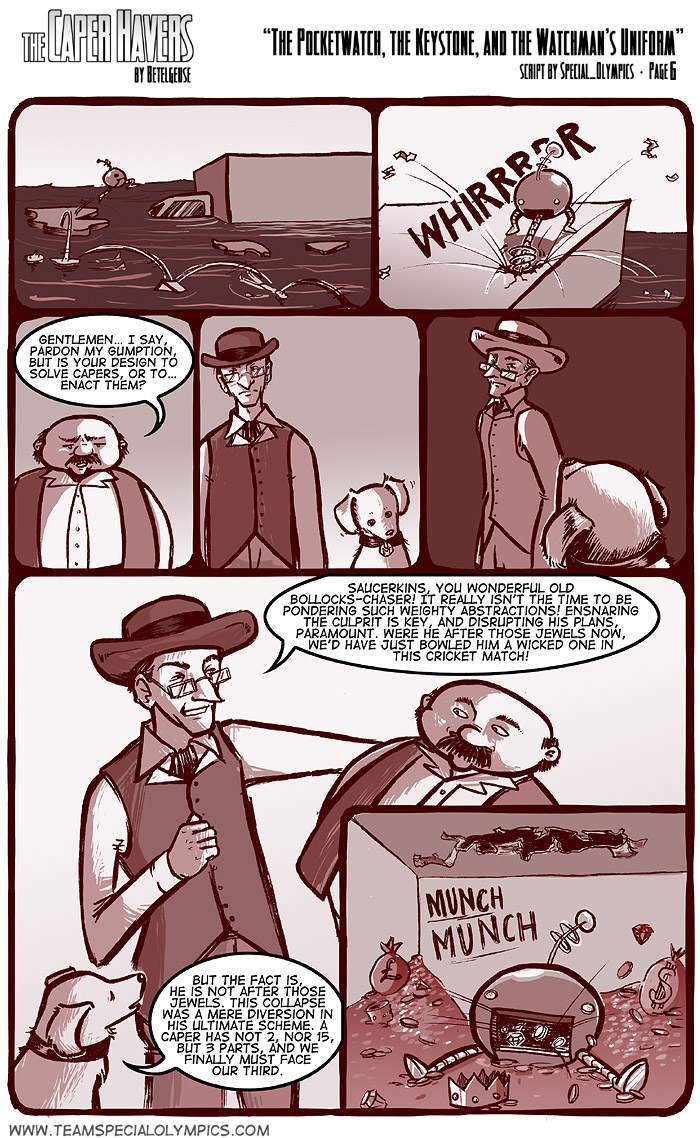 THE CAPER HAVERS
BY BETELGEUSE
"THE POCKETWATCH, THE KEYSTONE, AND THE WATCHMAN'S UNIFORM"
SCRIPT BY SPECIAL_OLYMPICS · PAGE 6
WHIRRRRR
GENTLEMEN... I SAY,
PARDON MY GUMPTION,
BUT IS YOUR DESIGN TO
SOLVE CAPERS, OR TO...
ENACT THEM?
SAUCERKINS, YOU WONDERFUL OLD
BOLLOCKS-CHASER! IT REALLY ISN'T THE TIME TO BE
PONDERING SUCH WEIGHTY ABSTRACTIONS! ENSNARING
THE CULPRIT IS KEY, AND DISRUPTING HIS PLANS,
PARAMOUNT. WERE HE AFTER THOSE JEWELS NOW,
WE'D HAVE JUST BOWLED HIM A WICKED ONE IN
THIS CRICKET MATCH!
MUNCH
MUNCH
£
$
BUT THE FACT IS,
HE IS NOT AFTER THOSE
JEWELS. THIS COLLAPSE
WAS A MERE DIVERSION IN
HIS ULTIMATE SCHEME. A
CAPER HAS NOT 2, NOR 15,
BUT 3 PARTS, AND WE
FINALLY MUST FACE
OUR THIRD.
WWW.TEAMSPECIALOLYMPICS.COM